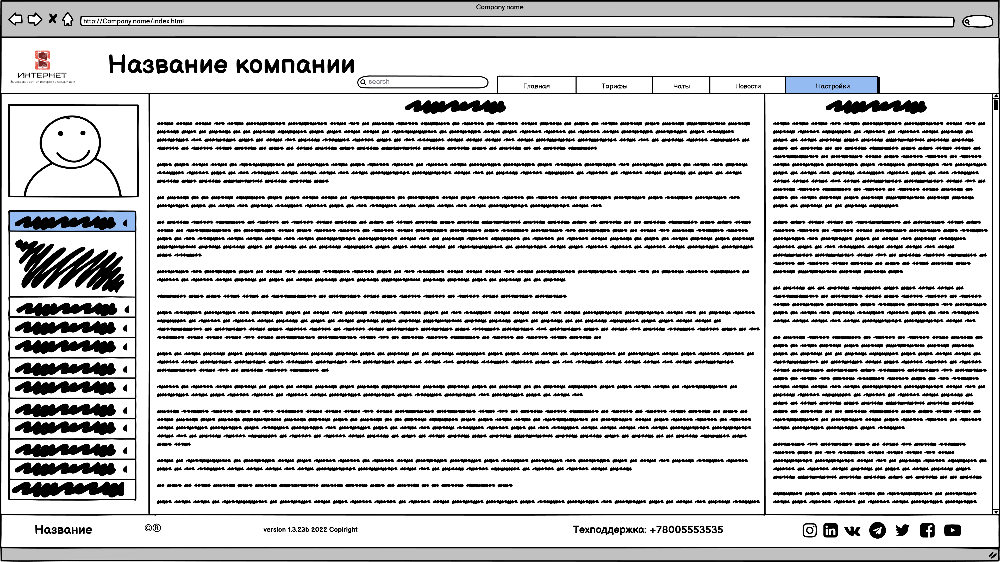 Company name
http://Company name/index.html
ИНТЕРНЕТ
Высокоскоростной интернет в каждый дом
Название компании
search
Главная
Тарифы
Чаты
Новости
Настройки
Название
©®
version 1.3.23b 2022 Copiright
Техподдержка: +78005553535